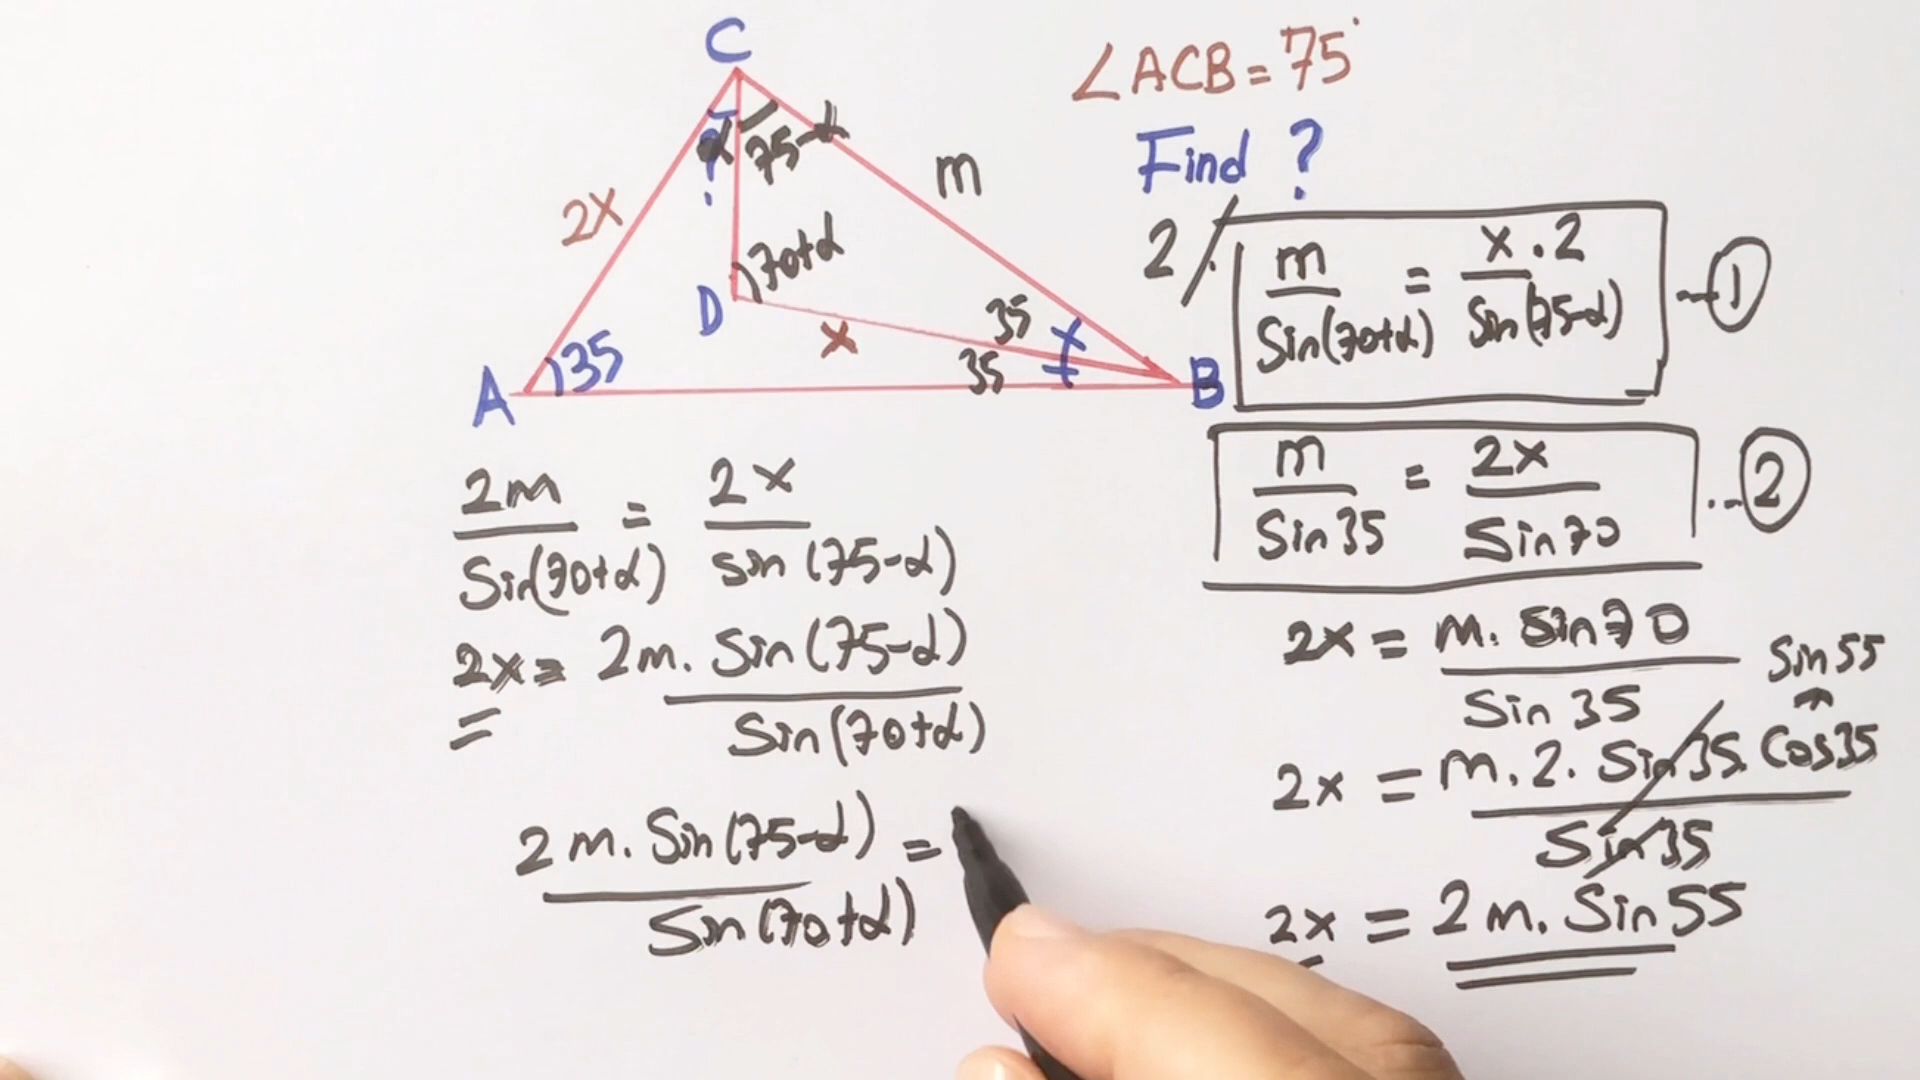 C
∠ACB = 75°
α
?
75-α
2x
m
Find ?
D
70+α
x
35
35
A
35
B
2/ m/Sin(70+α) = x.2/Sin(75-α) ...①
m/Sin35 = 2x/Sin70 ...②
2m/Sin(70+α) = 2x/sin(75-α)
2x = 2m. Sin(75-α)/Sin(70+α)
2m. Sin(75-α)/Sin(70+α) =
2x = m. Sin70/Sin35
Sin55
2x = m.2. Sin35. Cos35/Sin35
2x = 2m. Sin55